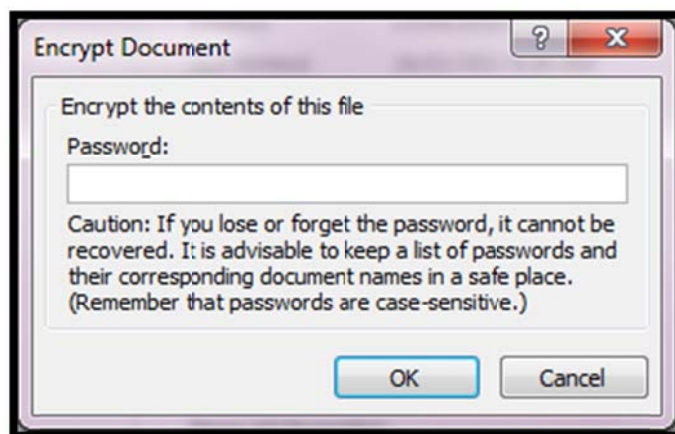 Encrypt Document
?
X
Encrypt the contents of this file
Password:
Caution: If you lose or forget the password, it cannot be
recovered. It is advisable to keep a list of passwords and
their corresponding document names in a safe place.
(Remember that passwords are case-sensitive.)
OK
Cancel